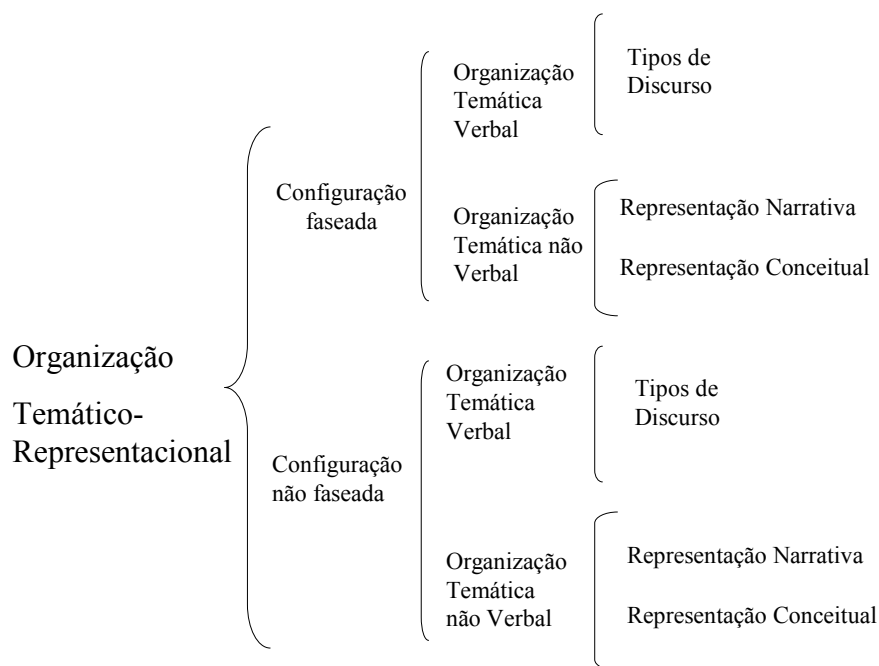 Organização
Temático-
Representacional
Configuração
faseada
Organização
Temática
Verbal
Tipos de
Discurso
Organização
Temática não
Verbal
Representação Narrativa
Representação Conceitual
Configuração
não faseada
Organização
Temática
Verbal
Tipos de
Discurso
Organização
Temática
não Verbal
Representação Narrativa
Representação Conceitual